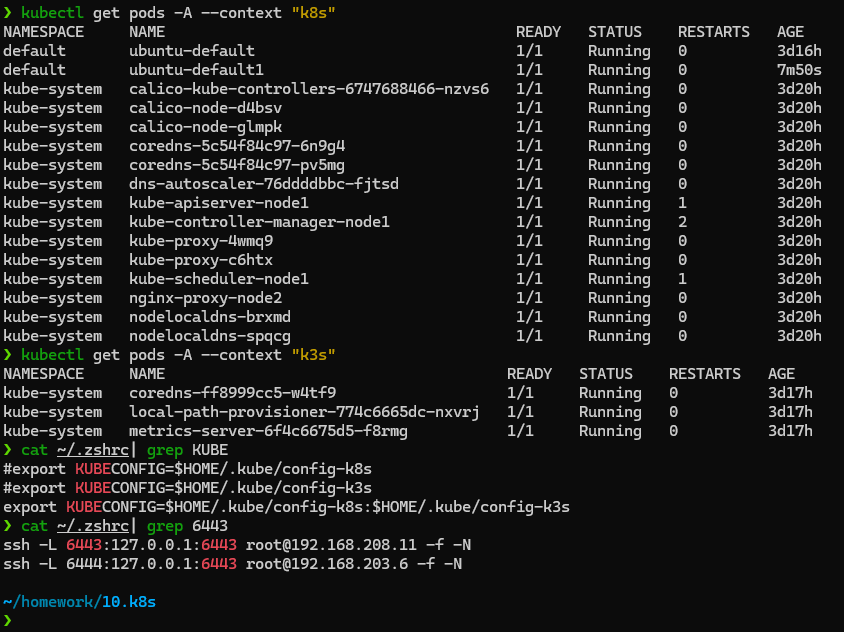 ❯ kubectl get pods -A --context "k8s"
NAMESPACE     NAME                                       READY   STATUS    RESTARTS   AGE
default       ubuntu-default                             1/1     Running   0          3d16h
default       ubuntu-default1                            1/1     Running   0          7m50s
kube-system   calico-kube-controllers-6747688466-nzvs6   1/1     Running   0          3d20h
kube-system   calico-node-d4bsv                          1/1     Running   0          3d20h
kube-system   calico-node-glmpk                          1/1     Running   0          3d20h
kube-system   coredns-5c54f84c97-6n9g4                   1/1     Running   0          3d20h
kube-system   coredns-5c54f84c97-pv5mg                   1/1     Running   0          3d20h
kube-system   dns-autoscaler-76ddddbbc-fjtsd             1/1     Running   0          3d20h
kube-system   kube-apiserver-node1                       1/1     Running   1          3d20h
kube-system   kube-controller-manager-node1              1/1     Running   2          3d20h
kube-system   kube-proxy-4wmq9                           1/1     Running   0          3d20h
kube-system   kube-proxy-c6htx                           1/1     Running   0          3d20h
kube-system   kube-scheduler-node1                       1/1     Running   1          3d20h
kube-system   nginx-proxy-node2                          1/1     Running   0          3d20h
kube-system   nodelocaldns-brxmd                         1/1     Running   0          3d20h
kube-system   nodelocaldns-spqcg                         1/1     Running   0          3d20h
❯ kubectl get pods -A --context "k3s"
NAMESPACE     NAME                                      READY   STATUS    RESTARTS   AGE
kube-system   coredns-ff8999cc5-w4tf9                   1/1     Running   0          3d17h
kube-system   local-path-provisioner-774c6665dc-nxvrj   1/1     Running   0          3d17h
kube-system   metrics-server-6f4c6675d5-f8rmg           1/1     Running   0          3d17h
❯ cat ~/.zshrc| grep KUBE
#export KUBECONFIG=$HOME/.kube/config-k8s
#export KUBECONFIG=$HOME/.kube/config-k3s
export KUBECONFIG=$HOME/.kube/config-k8s:$HOME/.kube/config-k3s
❯ cat ~/.zshrc| grep 6443
ssh -L 6443:127.0.0.1:6443 root@192.168.208.11 -f -N
ssh -L 6444:127.0.0.1:6443 root@192.168.203.6 -f -N
~/homework/10.k8s
❯